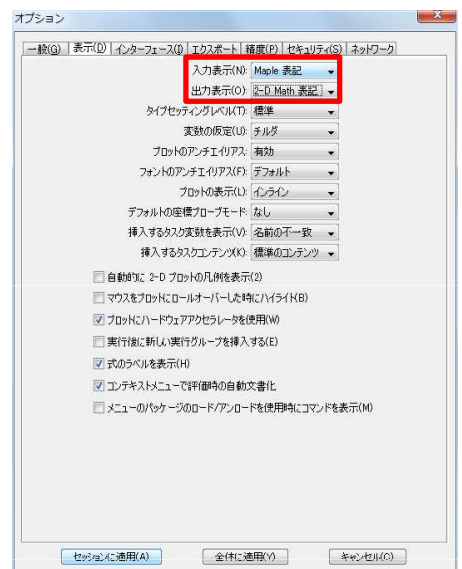 オプション
一般(G) 表示(D) インターフェース(I) エクスポート 精度(P) セキュリティ(S) ネットワーク
入力表示(N): Maple 表記
出力表示(O): 2-D Math 表記
タイプセッティングレベル(T): 標準
変数の仮定(U): チルダ
プロットのアンチエイリアス: 有効
フォントのアンチエイリアス(F): デフォルト
プロットの表示(L): インライン
デフォルトの座標プローブモード: なし
挿入するタスク変数を表示(V): 名前の不一致
挿入するタスクコンテンツ(K): 標準のコンテンツ
自動的に 2-D プロットの凡例を表示(2)
マウスをプロットにロールオーバーした時にハイライト(B)
プロットにハードウェアアクセラレータを使用(W)
実行後に新しい実行グループを挿入する(E)
式のラベルを表示(H)
コンテキストメニューで評価時の自動文書化
メニューのパッケージのロード/アンロードを使用時にコマンドを表示(M)
セッションに適用(A) 全体に適用(Y) キャンセル(C)